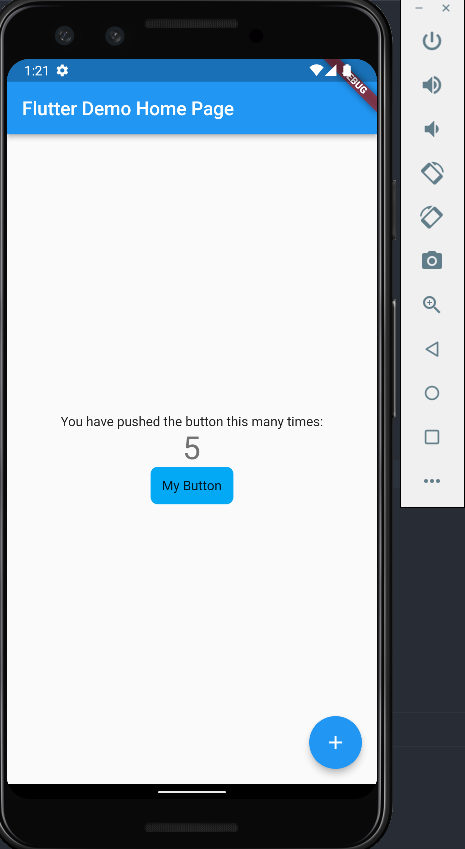 1:21
DEBUG
Flutter Demo Home Page
You have pushed the button this many times:
5
My Button